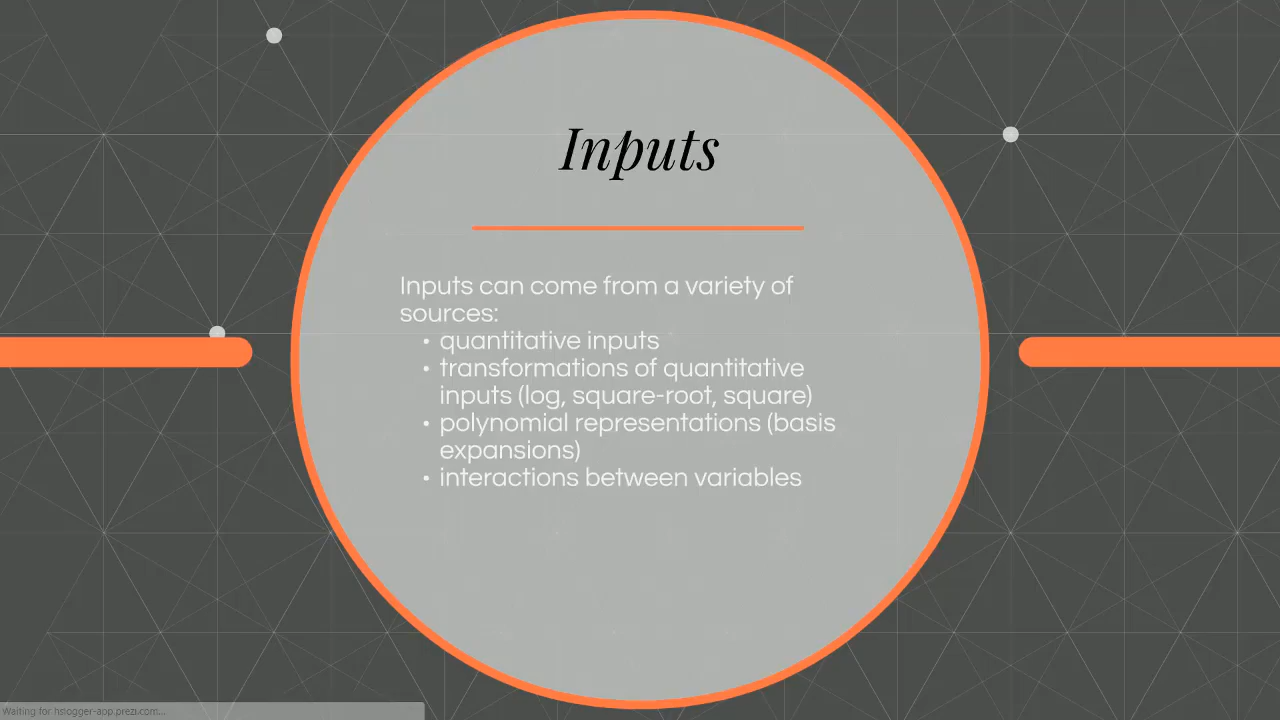 Inputs
Inputs can come from a variety of
sources:
• quantitative inputs
• transformations of quantitative
inputs (log, square-root, square)
• polynomial representations (basis
expansions)
• interactions between variables
Waiting for hstogger-app.prezi.com...